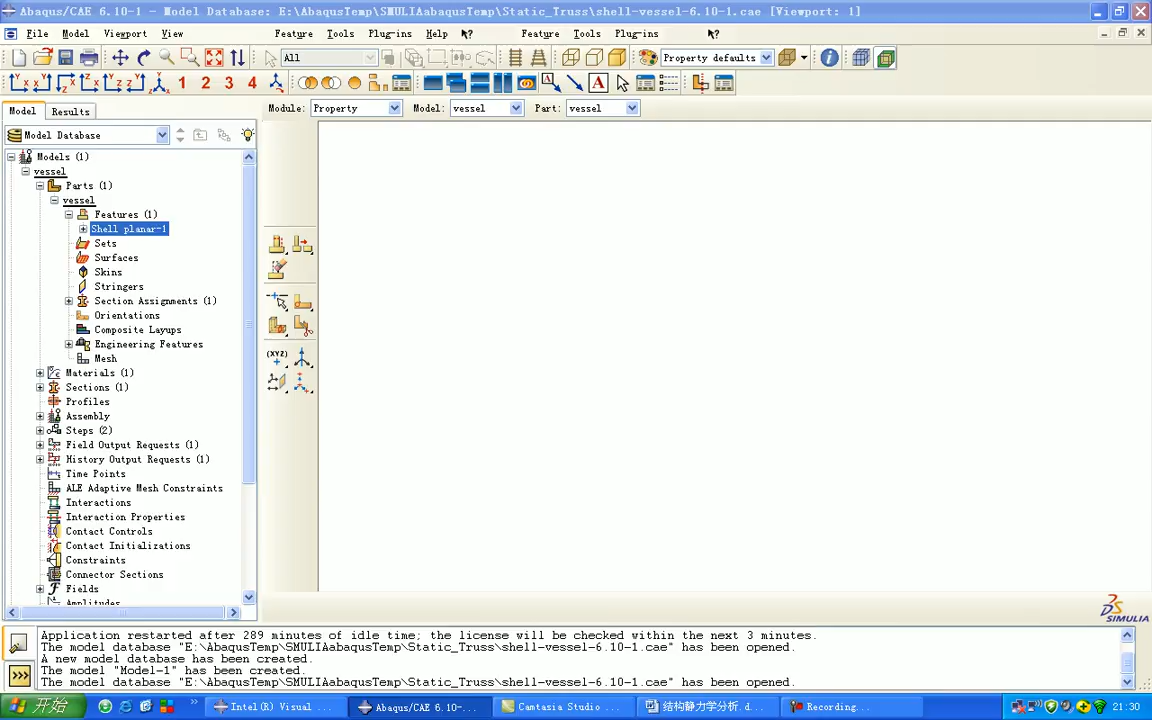 Abaqus/CAE 6.10-1 - Model Database: E:\AbaqusTemp\SMULIAabaqusTemp\Static_Truss\shell-vessel-6.10-1.cae [Viewport: 1]
File Model Viewport View Feature Tools Plug-ins Help Feature Tools Plug-ins
All Property defaults
1 2 3 4 A
Model Results Module: Property Model: vessel Part: vessel
Model Database
Models (1)
vessel
Parts (1)
vessel
Features (1)
Shell planar-1
Sets
Surfaces
Skins
Stringers
Section Assignments (1)
Orientations
Composite Layups
Engineering Features
Mesh
Materials (1)
Sections (1)
Profiles
Assembly
Steps (2)
Field Output Requests (1)
History Output Requests (1)
Time Points
ALE Adaptive Mesh Constraints
Interactions
Interaction Properties
Contact Controls
Contact Initializations
Constraints
Connector Sections
Fields
Amplitudes
(XYZ)
SIMULIA
Application restarted after 289 minutes of idle time; the license will be checked within the next 3 minutes.
The model database "E:\AbaqusTemp\SMULIAabaqusTemp\Static_Truss\shell-vessel-6.10-1.cae" has been opened.
A new model database has been created.
The model "Model-1" has been created.
The model database "E:\AbaqusTemp\SMULIAabaqusTemp\Static_Truss\shell-vessel-6.10-1.cae" has been opened.
>>>
开始 Intel(R) Visual ... Abaqus/CAE 6.10-... Camtasia Studio ... 结构静力学分析.d... Recording... 21:30